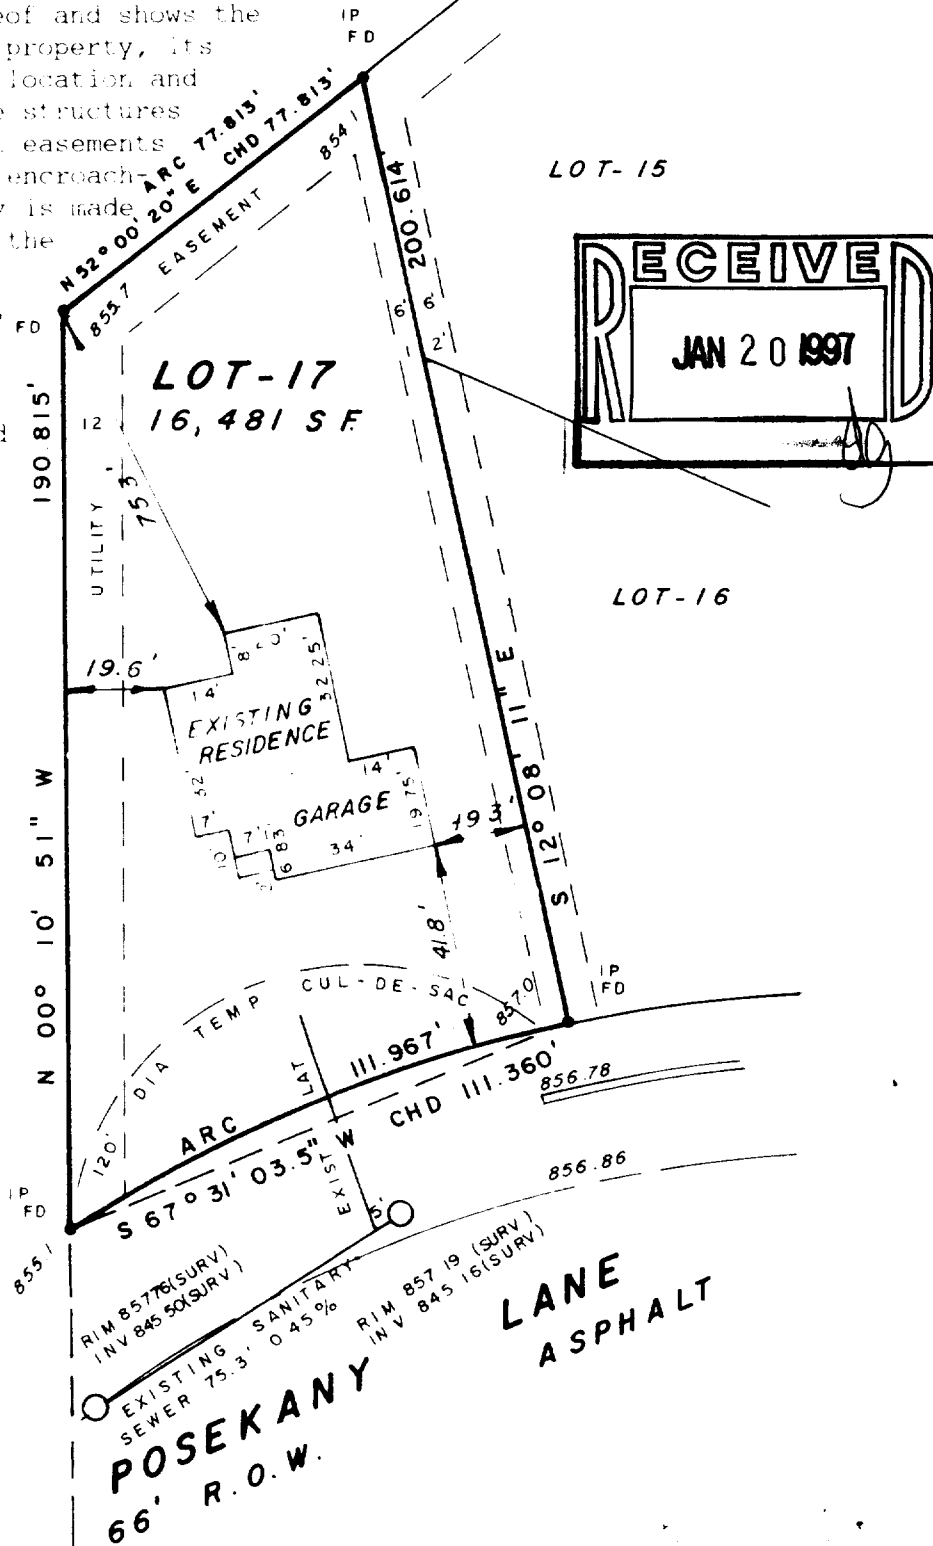 eof and shows the
property, its
location and
e structures
easements
encroach-
y is made
the
IP
FD
ARC 77.813'
N 52° 00' 20" E CHD 77.813'
EASEMENT
854.1
855.7
FD
LOT-15
RECEIVED
JAN 20 1997
200.614'
6' 6'
2'
LOT-17
16,481 S.F.
190.815'
12
UTILITY
75.3'
LOT-16
19.6'
8'
20'
32.25'
14'
EXISTING
RESIDENCE
32'
14'
GARAGE
19.75'
19.3'
7'
7'
6.83
34'
10'
41.8'
S 12° 08' 11" E
N 00° 10' 51" W
120' DIA TEMP CUL-DE-SAC
857.0
IP
FD
ARC 111.967'
LAT
EXIST
S 67° 31' 03.5" W CHD 111.360'
856.78
856.86
IP
FD
855.1
5'
RIM 857.76(SURV)
INV 845.50(SURV)
RIM 857.19 (SURV)
INV 845.16(SURV)
EXISTING SANITARY
SEWER 75.3' 0.45%
POSEKANY LANE
66' R.O.W.
ASPHALT